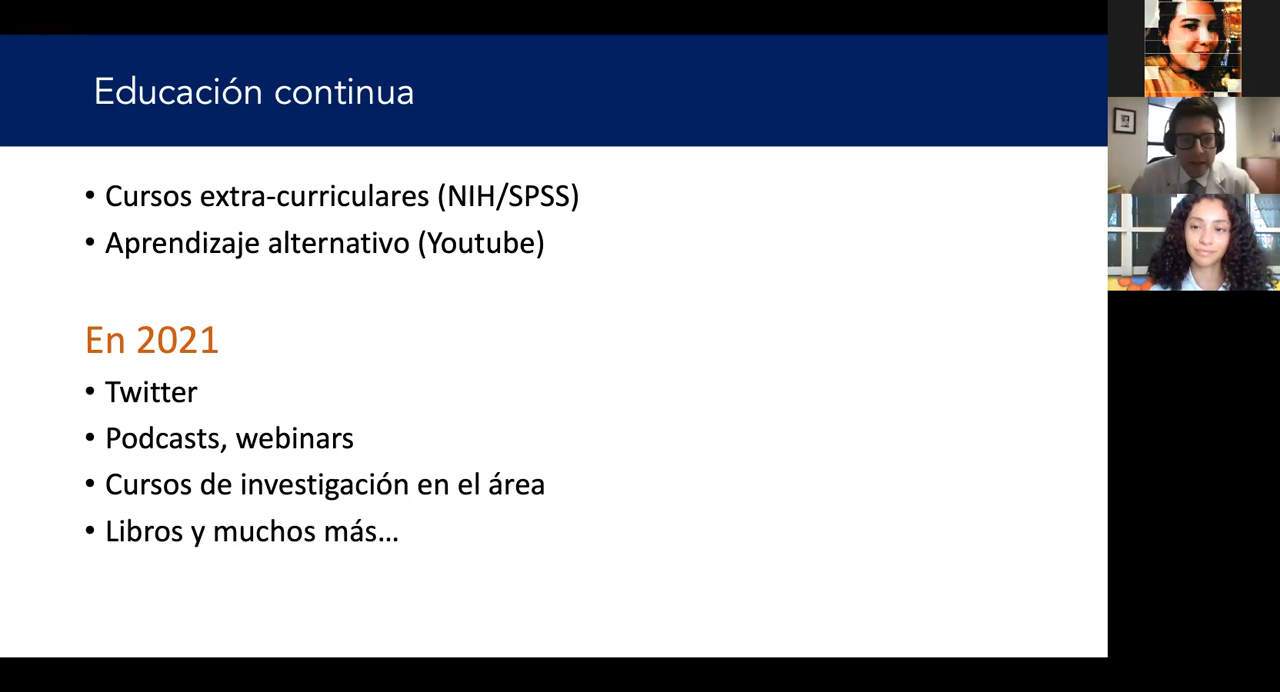 Educación continua
• Cursos extra-curriculares (NIH/SPSS)
• Aprendizaje alternativo (Youtube)
En 2021
• Twitter
• Podcasts, webinars
• Cursos de investigación en el área
• Libros y muchos más...